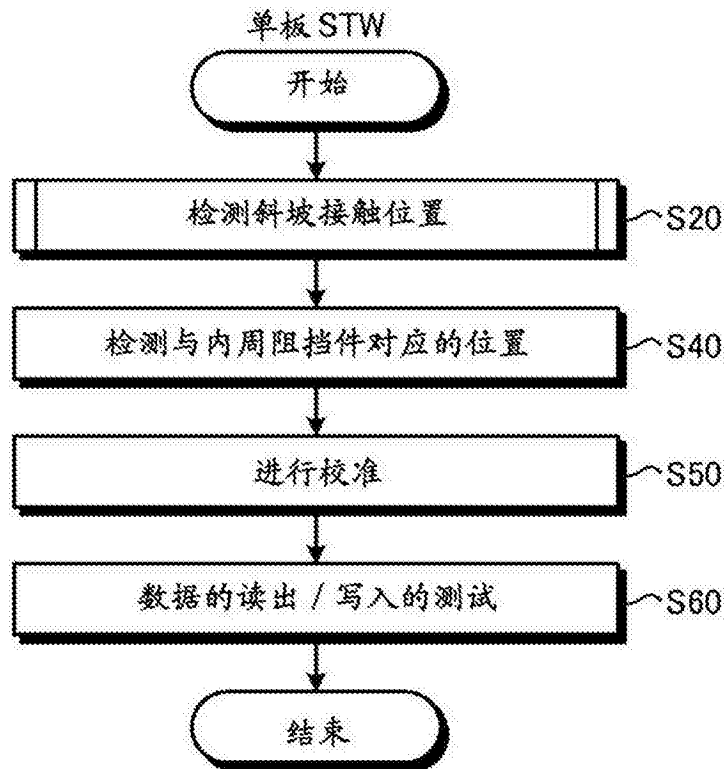 单板 STW
开始
检测斜坡接触位置
S20
检测与内周阻挡件对应的位置
S40
进行校准
S50
数据的读出 / 写入的测试
S60
结束